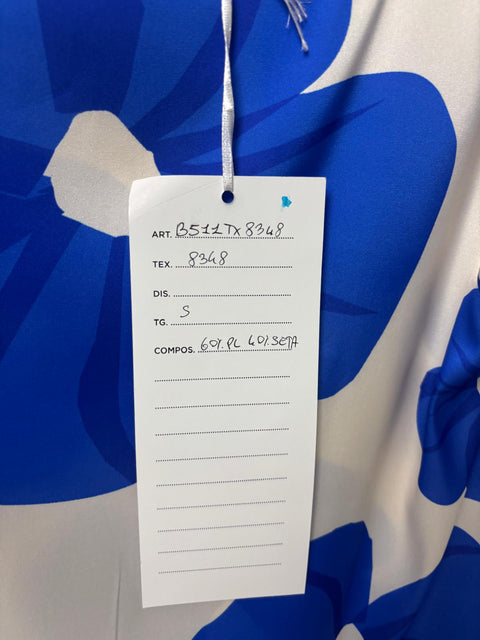 ART. B511TX8348
TEX. 8348
DIS.
TG. S
COMPOS. 60%.PL 40%.SETA